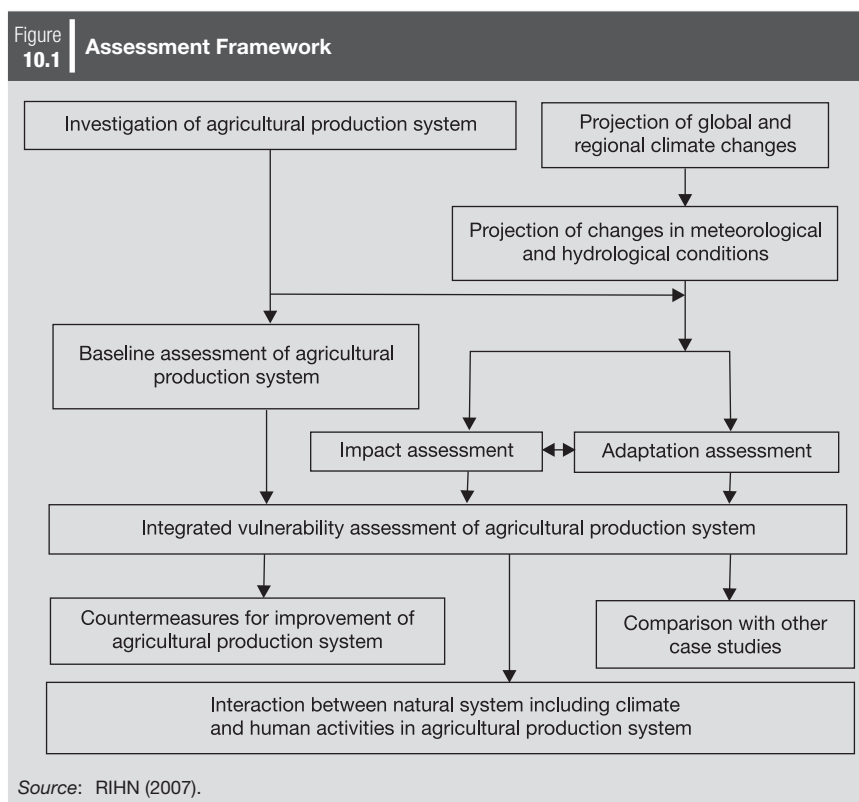 Figure
10.1
Assessment Framework
Investigation of agricultural production system
Projection of global and
regional climate changes
Projection of changes in meteorological
and hydrological conditions
Baseline assessment of agricultural
production system
Impact assessment
Adaptation assessment
Integrated vulnerability assessment of agricultural production system
Countermeasures for improvement of
agricultural production system
Comparison with other
case studies
Interaction between natural system including climate
and human activities in agricultural production system
Source: RIHN (2007).